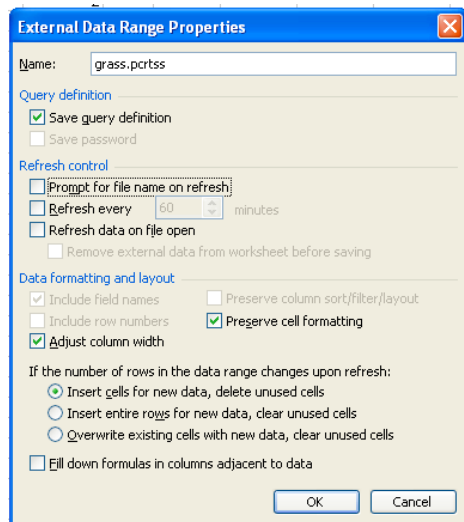 External Data Range Properties
Name: grass.pcrtss
Query definition
Save query definition
Save password
Refresh control
Prompt for file name on refresh
Refresh every 60 minutes
Refresh data on file open
Remove external data from worksheet before saving
Data formatting and layout
Include field names Preserve column sort/filter/layout
Include row numbers Preserve cell formatting
Adjust column width
If the number of rows in the data range changes upon refresh:
Insert cells for new data, delete unused cells
Insert entire rows for new data, clear unused cells
Overwrite existing cells with new data, clear unused cells
Fill down formulas in columns adjacent to data
OK Cancel